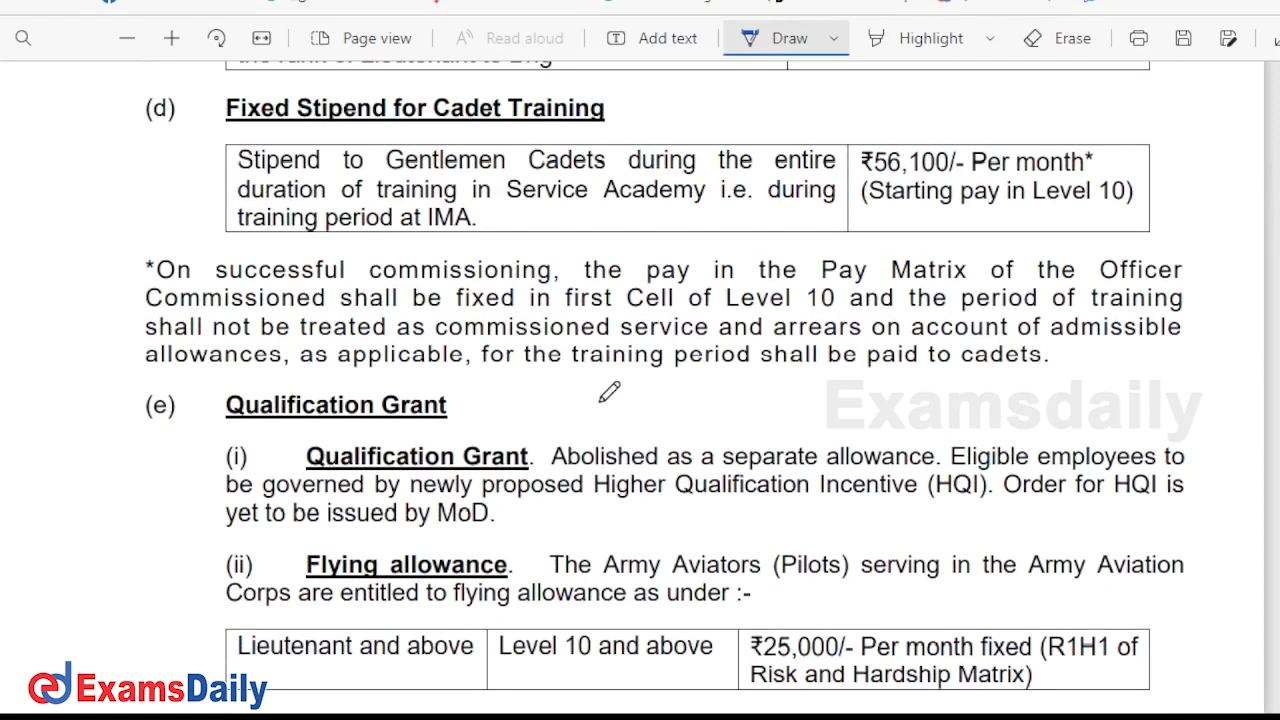 Page view
Read aloud
Add text
Draw
Highlight
Erase
(d) Fixed Stipend for Cadet Training
Stipend to Gentlemen Cadets during the entire
duration of training in Service Academy i.e. during
training period at IMA.
₹56,100/- Per month*
(Starting pay in Level 10)
*On successful commissioning, the pay in the Pay Matrix of the Officer
Commissioned shall be fixed in first Cell of Level 10 and the period of training
shall not be treated as commissioned service and arrears on account of admissible
allowances, as applicable, for the training period shall be paid to cadets.
Examsdaily
(e) Qualification Grant
(i) Qualification Grant. Abolished as a separate allowance. Eligible employees to
be governed by newly proposed Higher Qualification Incentive (HQI). Order for HQI is
yet to be issued by MoD.
(ii) Flying allowance. The Army Aviators (Pilots) serving in the Army Aviation
Corps are entitled to flying allowance as under :-
Lieutenant and above
Level 10 and above
₹25,000/- Per month fixed (R1H1 of
Risk and Hardship Matrix)
ed ExamsDaily